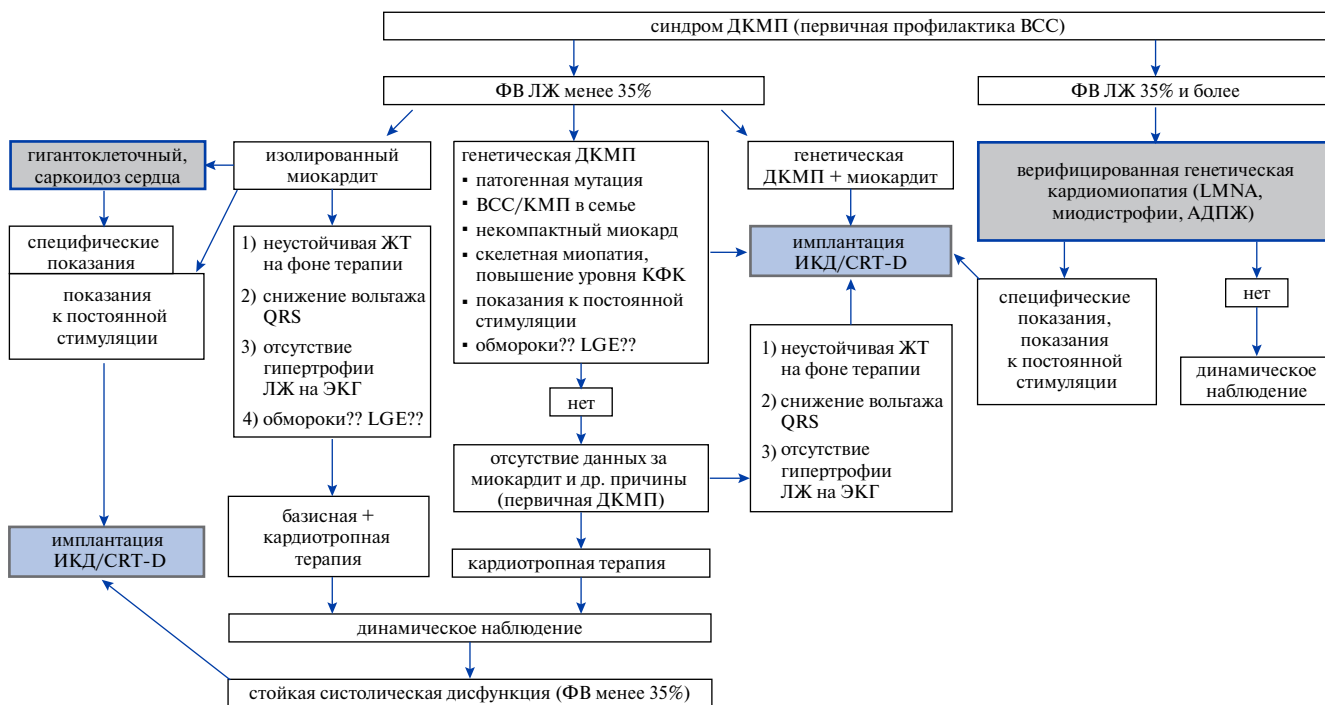 синдром ДКМП (первичная профилактика ВСС)
ФВ ЛЖ менее 35%
ФВ ЛЖ 35% и более
гигантоклеточный,
саркоидоз сердца
изолированный
миокардит
генетическая ДКМП
▪ патогенная мутация
▪ ВСС/КМП в семье
▪ некомпактный миокард
▪ скелетная миопатия,
повышение уровня КФК
▪ показания к постоянной
стимуляции
▪ обмороки?? LGE??
генетическая
ДКМП + миокардит
верифицированная генетическая
кардиомиопатия (LMNA,
миодистрофии, АДПЖ)
специфические
показания
показания
к постоянной
стимуляции
1) неустойчивая ЖТ
на фоне терапии
2) снижение вольтажа
QRS
3) отсутствие
гипертрофии
ЛЖ на ЭКГ
4) обмороки?? LGE??
имплантация
ИКД/CRT-D
специфические
показания,
показания
к постоянной
стимуляции
нет
динамическое
наблюдение
нет
1) неустойчивая ЖТ
на фоне терапии
2) снижение вольтажа
QRS
3) отсутствие
гипертрофии
ЛЖ на ЭКГ
отсутствие данных за
миокардит и др. причины
(первичная ДКМП)
имплантация
ИКД/CRT-D
базисная +
кардиотропная
терапия
кардиотропная терапия
динамическое наблюдение
стойкая систолическая дисфункция (ФВ менее 35%)